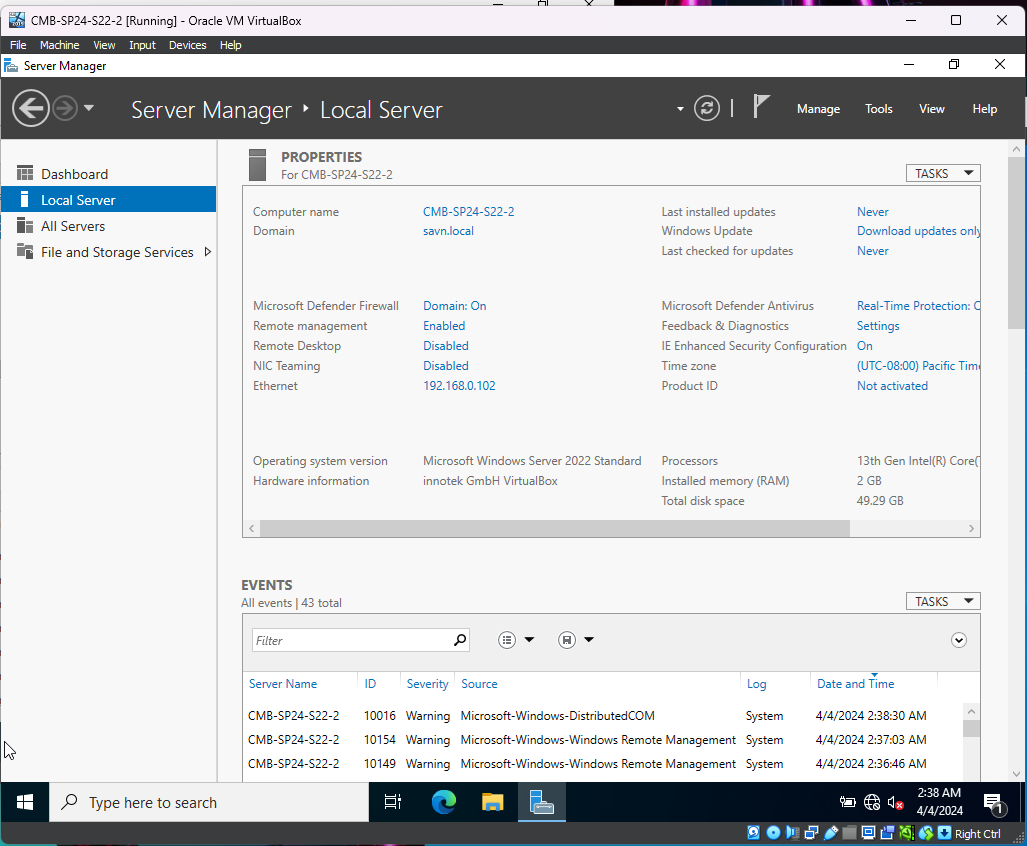 CMB-SP24-S22-2 [Running] - Oracle VM VirtualBox
File Machine View Input Devices Help
Server Manager
Server Manager Local Server
Manage Tools View Help
Dashboard
Local Server
All Servers
File and Storage Services
PROPERTIES
For CMB-SP24-S22-2
TASKS
Computer name CMB-SP24-S22-2 Last installed updates Never
Domain savn.local Windows Update Download updates only
Last checked for updates Never
Microsoft Defender Firewall Domain: On Microsoft Defender Antivirus Real-Time Protection:
Remote management Enabled Feedback & Diagnostics Settings
Remote Desktop Disabled IE Enhanced Security Configuration On
NIC Teaming Disabled Time zone (UTC-08:00) Pacific
Ethernet 192.168.0.102 Product ID Not activated
Operating system version Microsoft Windows Server 2022 Standard Processors 13th Gen Intel(R)
Hardware information innotek GmbH VirtualBox Installed memory (RAM) 2 GB
Total disk space 49.29 GB
EVENTS
All events | 43 total
TASKS
Filter
Server Name ID Severity Source Log Date and Time
CMB-SP24-S22-2 10016 Warning Microsoft-Windows-DistributedCOM System 4/4/2024 2:38:30 AM
CMB-SP24-S22-2 10154 Warning Microsoft-Windows-Windows Remote Management System 4/4/2024 2:37:03 AM
CMB-SP24-S22-2 10149 Warning Microsoft-Windows-Windows Remote Management System 4/4/2024 2:36:46 AM
Type here to search
2:38 AM
4/4/2024
1
Right Ctrl